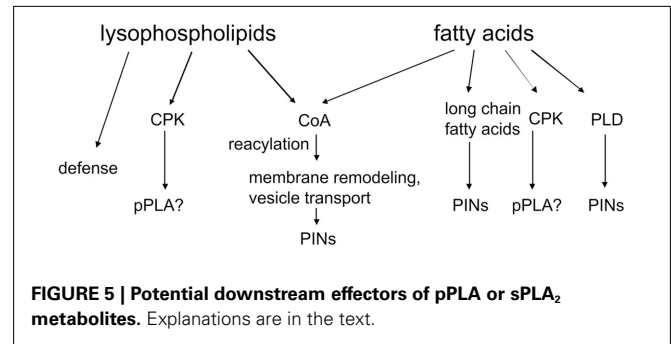 lysophospholipids fatty acids
CPK CoA long chain fatty acids CPK PLD
reacylation
defense
membrane remodeling,
vesicle transport
pPLA? PINs pPLA? PINs
PINs
FIGURE 5 | Potential downstream effectors of pPLA or sPLA₂
metabolites. Explanations are in the text.